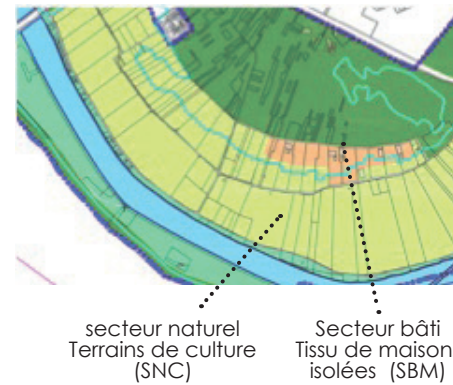 secteur naturel
Terrains de culture
(SNC)
Secteur bâti
Tissu de maison
isolées (SBM)